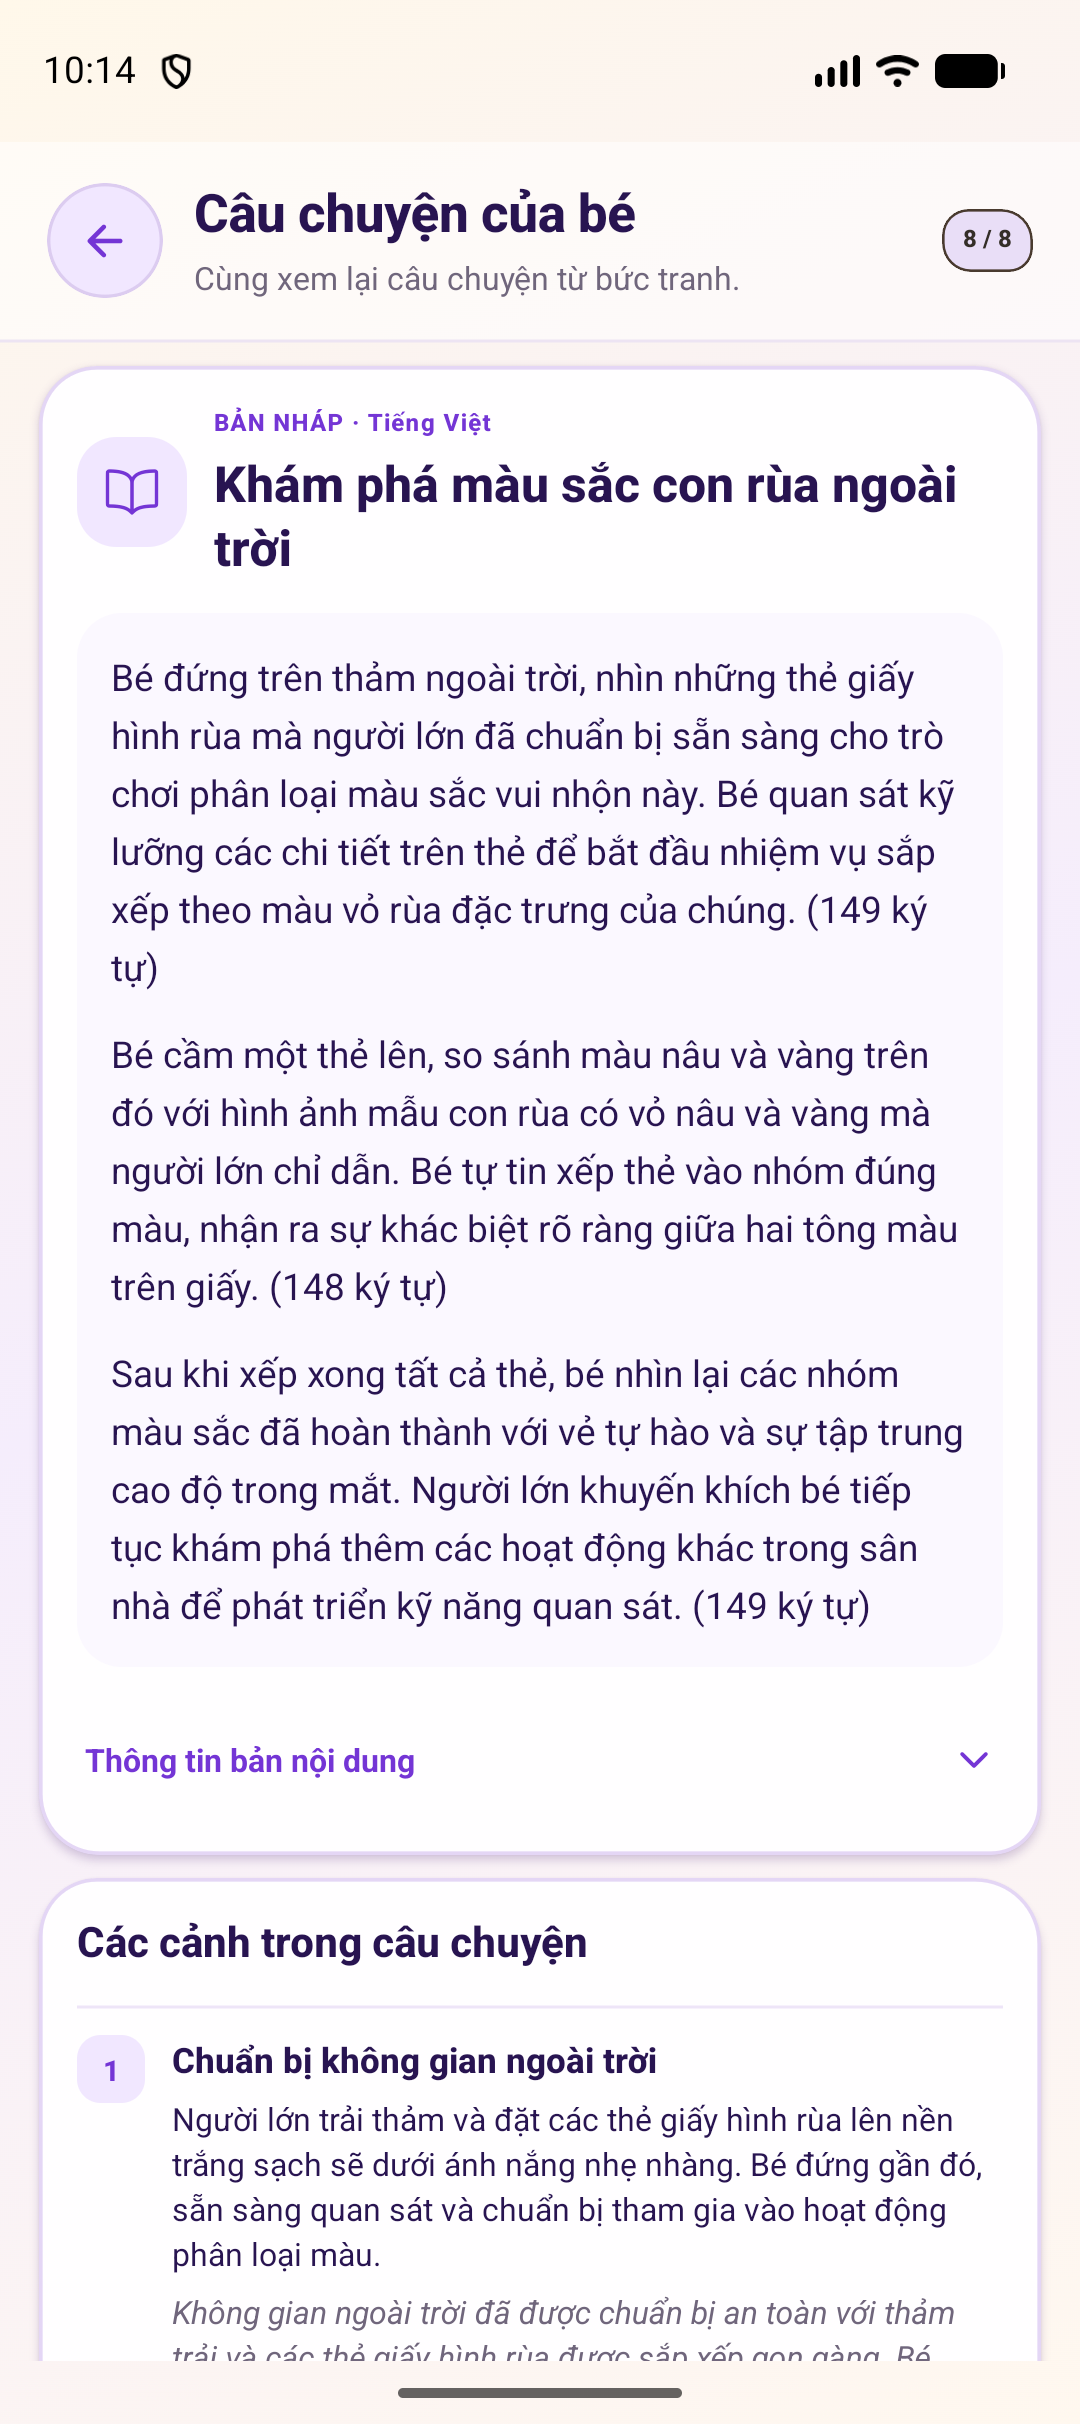 10:14
Câu chuyện của bé
Cùng xem lại câu chuyện từ bức tranh.
8 / 8
BẢN NHÁP · Tiếng Việt
Khám phá màu sắc con rùa ngoài
trời
Bé đứng trên thảm ngoài trời, nhìn những thẻ giấy
hình rùa mà người lớn đã chuẩn bị sẵn sàng cho trò
chơi phân loại màu sắc vui nhộn này. Bé quan sát kỹ
lưỡng các chi tiết trên thẻ để bắt đầu nhiệm vụ sắp
xếp theo màu vỏ rùa đặc trưng của chúng. (149 ký
tự)
Bé cầm một thẻ lên, so sánh màu nâu và vàng trên
đó với hình ảnh mẫu con rùa có vỏ nâu và vàng mà
người lớn chỉ dẫn. Bé tự tin xếp thẻ vào nhóm đúng
màu, nhận ra sự khác biệt rõ ràng giữa hai tông màu
trên giấy. (148 ký tự)
Sau khi xếp xong tất cả thẻ, bé nhìn lại các nhóm
màu sắc đã hoàn thành với vẻ tự hào và sự tập trung
cao độ trong mắt. Người lớn khuyến khích bé tiếp
tục khám phá thêm các hoạt động khác trong sân
nhà để phát triển kỹ năng quan sát. (149 ký tự)
Thông tin bản nội dung
Các cảnh trong câu chuyện
1
Chuẩn bị không gian ngoài trời
Người lớn trải thảm và đặt các thẻ giấy hình rùa lên nền
trắng sạch sẽ dưới ánh nắng nhẹ nhàng. Bé đứng gần đó,
sẵn sàng quan sát và chuẩn bị tham gia vào hoạt động
phân loại màu.
Không gian ngoài trời đã được chuẩn bị an toàn với thảm
trải và các thẻ giấy hình rùa được sắp xếp gọn gàng. Bé